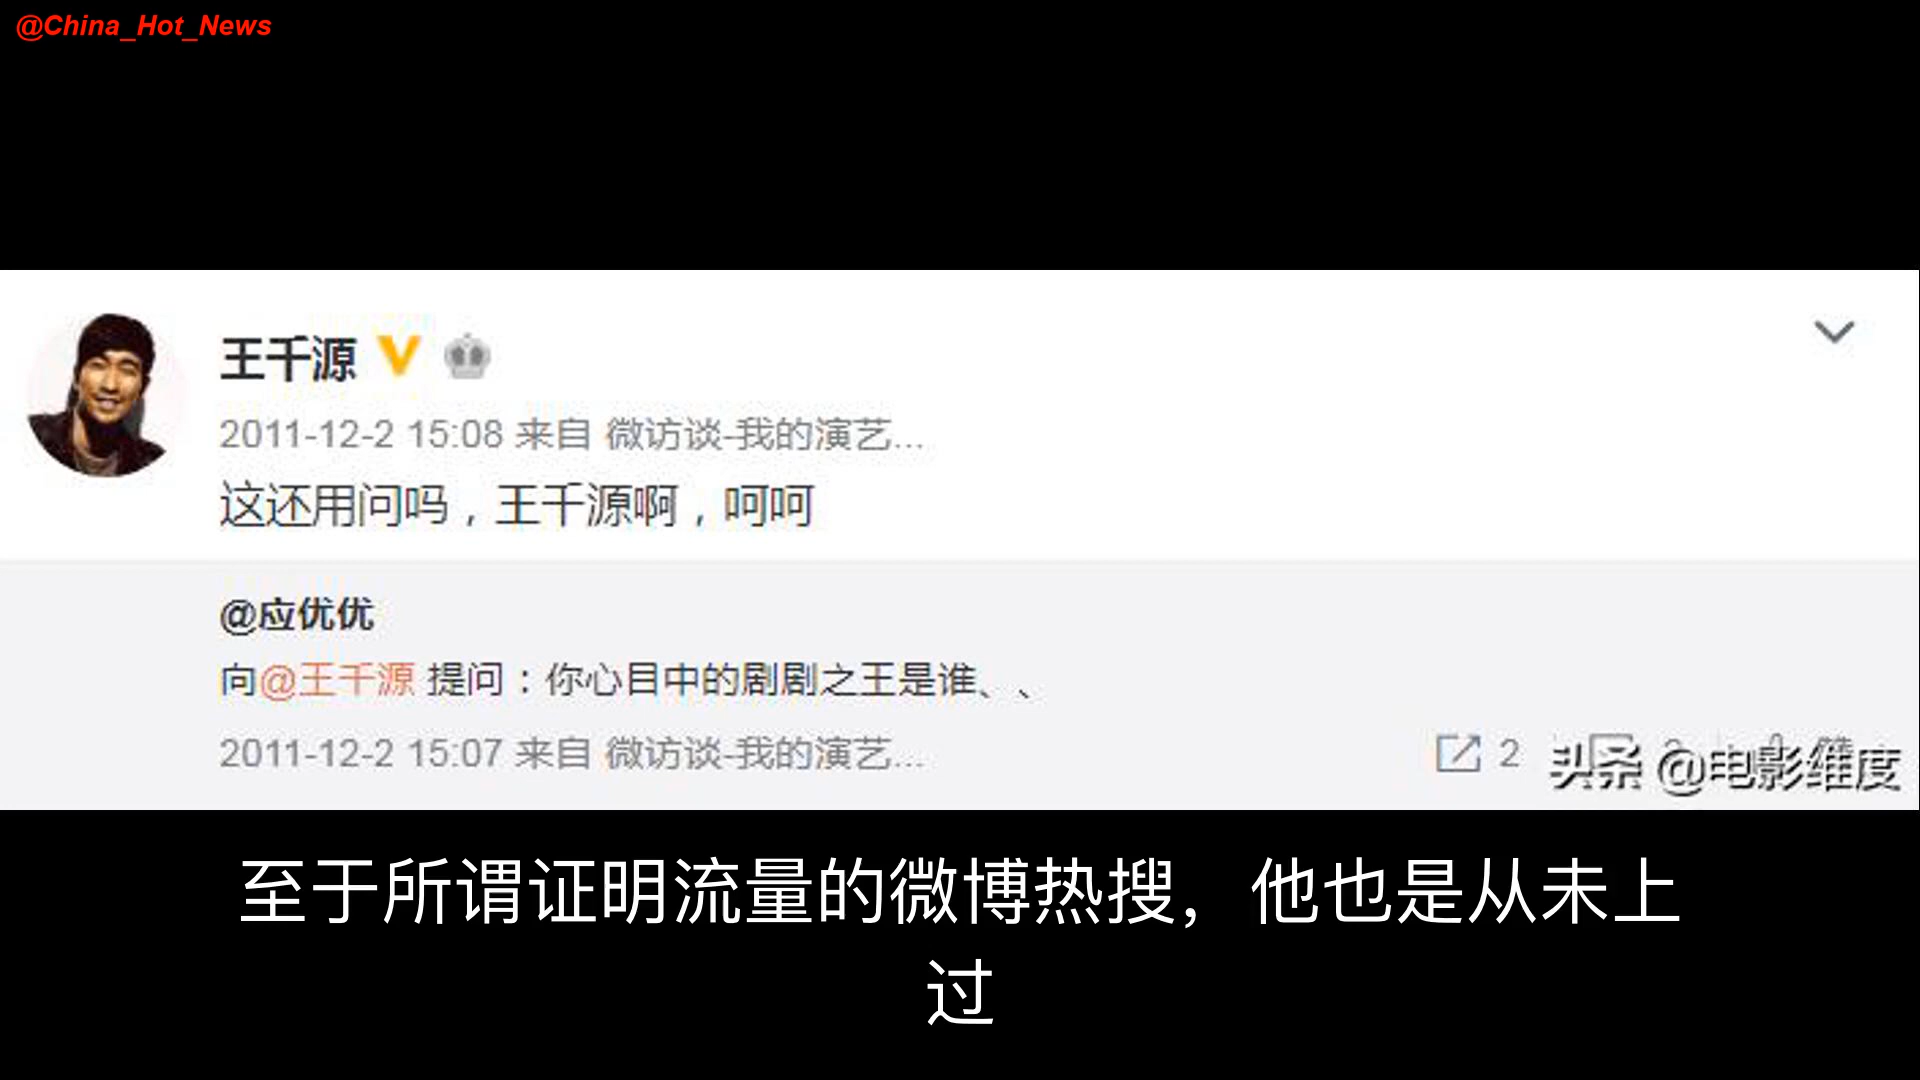 @China_Hot_News
王千源
2011-12-2 15:08 来自 微访谈-我的演艺...
这还用问吗，王千源啊，呵呵
@应优优
向@王千源 提问：你心目中的剧剧之王是谁、、
2011-12-2 15:07 来自 微访谈-我的演艺...
2
头条 @电影维度
至于所谓证明流量的微博热搜，他也是从未上
过